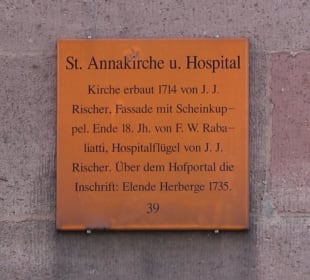 St. Annakirche u. Hospital
Kirche erbaut 1714 von J. J.
Rischer. Fassade mit Scheinkup-
pel. Ende 18. Jh. von F. W. Raba-
liatti, Hospitalflügel von J. J.
Rischer. Über dem Hofportal die
Inschrift: Elende Herberge 1735.
39